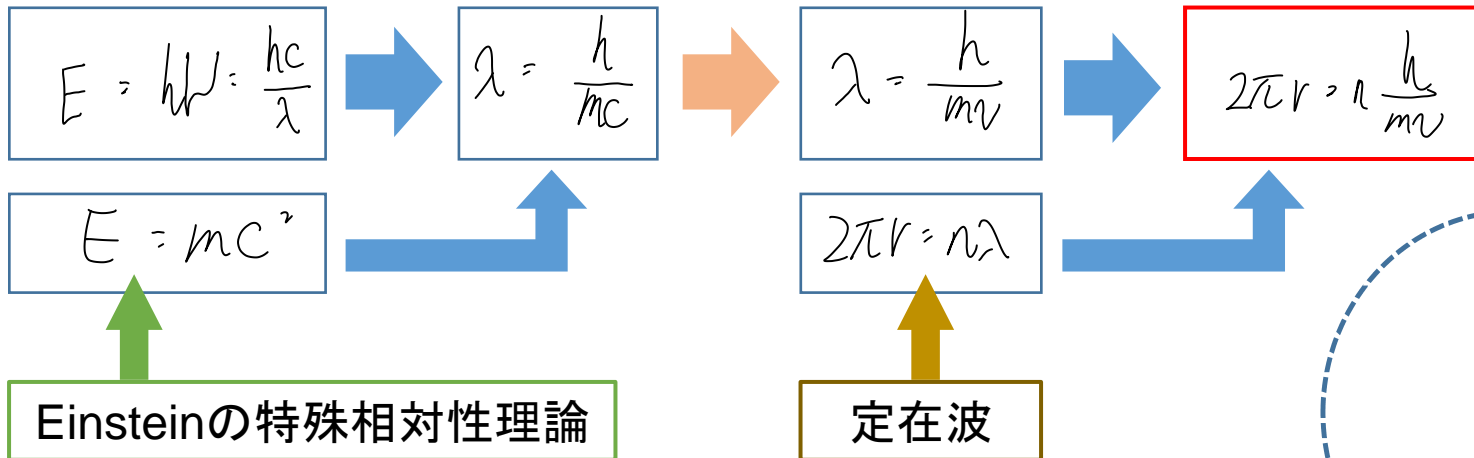 E = hν = hc/λ
λ = h/mc
λ = h/mv
2πr = n h/mv
E = mc²
2πr = nλ
Einsteinの特殊相対性理論
定在波